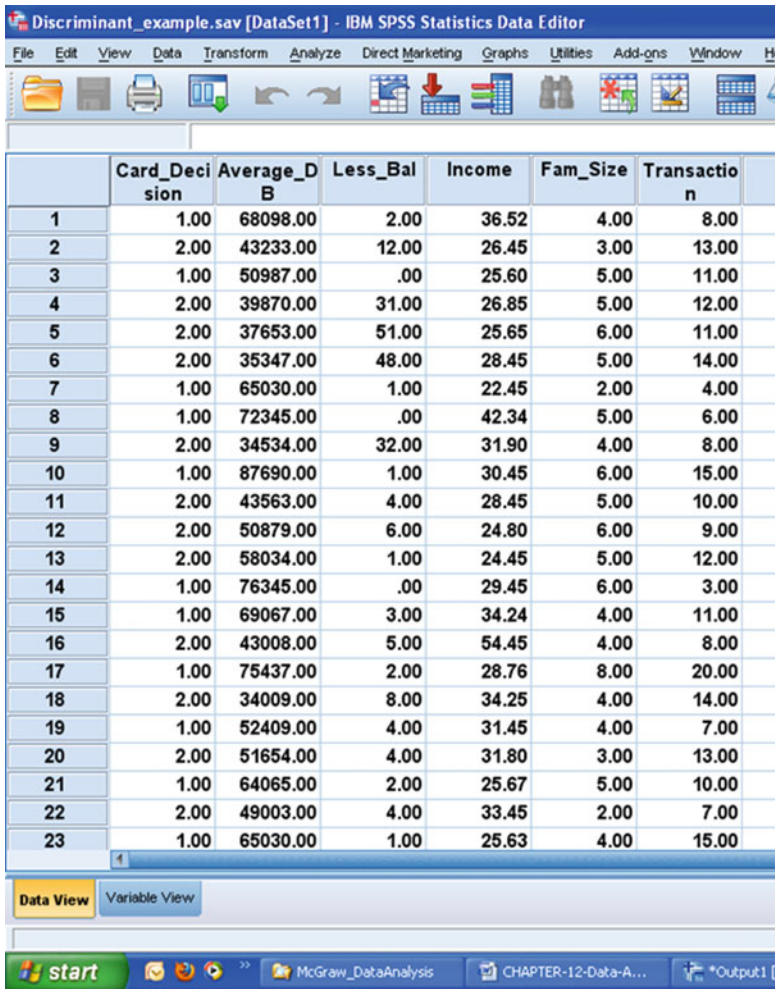 Discriminant_example.sav [DataSet1] - IBM SPSS Statistics Data Editor
File Edit View Data Transform Analyze Direct Marketing Graphs Utilities Add-ons Window
Card_Deci Average_D Less_Bal Income Fam_Size Transactio
sion B n
1 1.00 68098.00 2.00 36.52 4.00 8.00
2 2.00 43233.00 12.00 26.45 3.00 13.00
3 1.00 50987.00 .00 25.60 5.00 11.00
4 2.00 39870.00 31.00 26.85 5.00 12.00
5 2.00 37653.00 51.00 25.65 6.00 11.00
6 2.00 35347.00 48.00 28.45 5.00 14.00
7 1.00 65030.00 1.00 22.45 2.00 4.00
8 1.00 72345.00 .00 42.34 5.00 6.00
9 2.00 34534.00 32.00 31.90 4.00 8.00
10 1.00 87690.00 1.00 30.45 6.00 15.00
11 2.00 43563.00 4.00 28.45 5.00 10.00
12 2.00 50879.00 6.00 24.80 6.00 9.00
13 2.00 58034.00 1.00 24.45 5.00 12.00
14 1.00 76345.00 .00 29.45 6.00 3.00
15 1.00 69067.00 3.00 34.24 4.00 11.00
16 2.00 43008.00 5.00 54.45 4.00 8.00
17 1.00 75437.00 2.00 28.76 8.00 20.00
18 2.00 34009.00 8.00 34.25 4.00 14.00
19 1.00 52409.00 4.00 31.45 4.00 7.00
20 2.00 51654.00 4.00 31.80 3.00 13.00
21 1.00 64065.00 2.00 25.67 5.00 10.00
22 2.00 49003.00 4.00 33.45 2.00 7.00
23 1.00 65030.00 1.00 25.63 4.00 15.00
Data View Variable View
start » McGraw_DataAnalysis CHAPTER-12-Data-A... *Output1 [